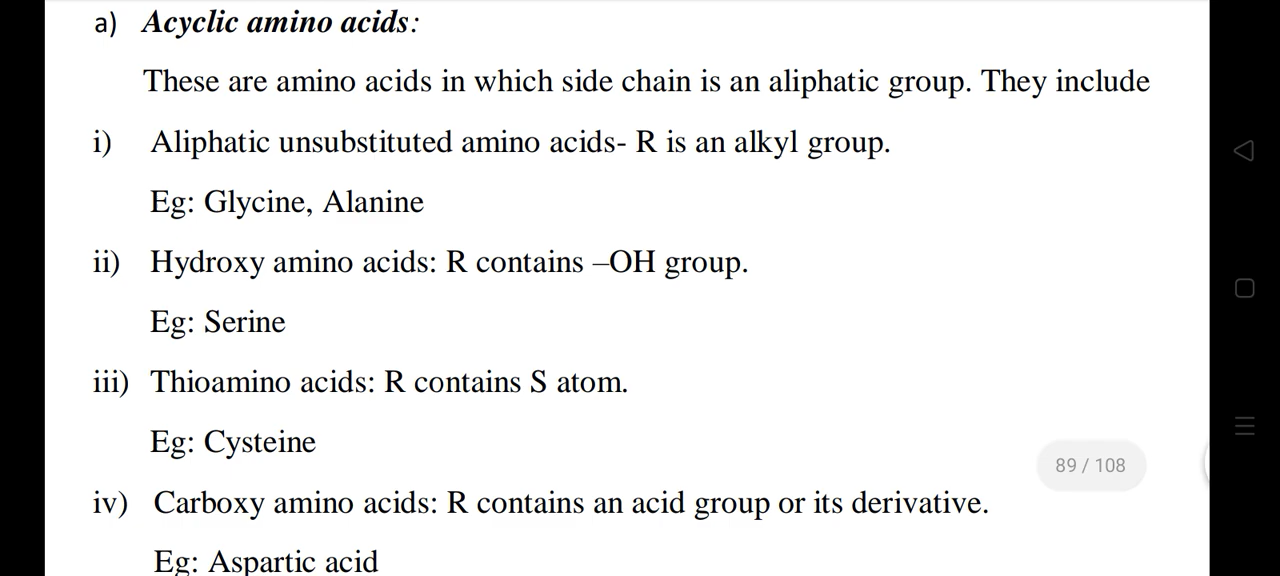 a) Acyclic amino acids:
These are amino acids in which side chain is an aliphatic group. They include
i) Aliphatic unsubstituted amino acids- R is an alkyl group.
Eg: Glycine, Alanine
ii) Hydroxy amino acids: R contains –OH group.
Eg: Serine
iii) Thioamino acids: R contains S atom.
Eg: Cysteine
89 / 108
iv) Carboxy amino acids: R contains an acid group or its derivative.
Eg: Aspartic acid